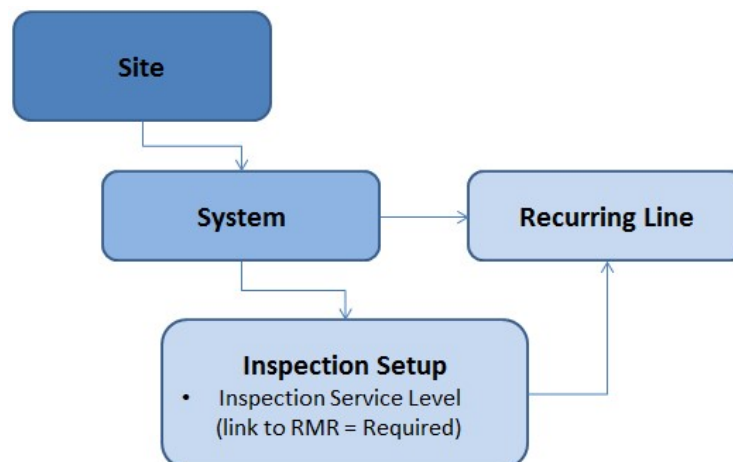 Site
System
Recurring Line
Inspection Setup
• Inspection Service Level
(link to RMR = Required)